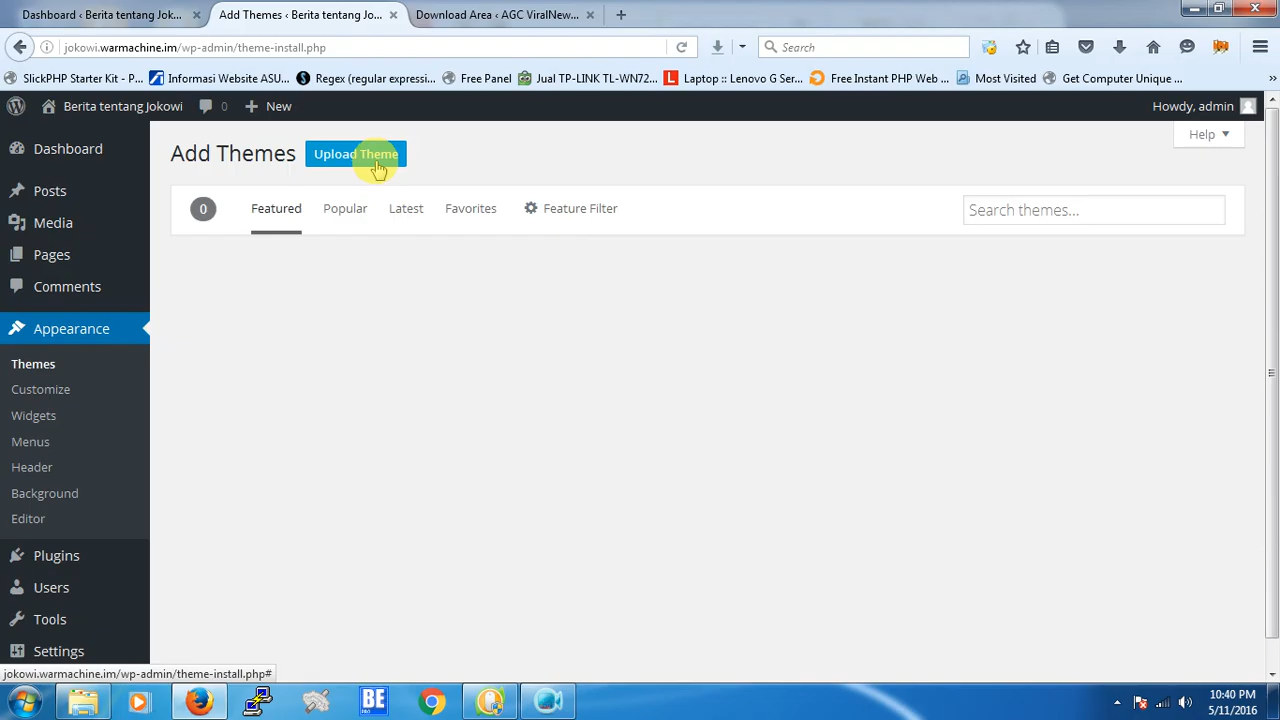 Dashboard ‹ Berita tentang Jok...
Add Themes ‹ Berita tentang Jo...
Download Area ‹ AGC ViralNew...
jokowi.warmachine.im/wp-admin/theme-install.php
Search
SlickPHP Starter Kit - P...
Informasi Website ASU...
Regex (regular expressi...
Free Panel
Jual TP-LINK TL-WN72...
Laptop :: Lenovo G Ser...
Free Instant PHP Web ...
Most Visited
Get Computer Unique ...
Berita tentang Jokowi
0
New
Howdy, admin
Dashboard
Posts
Media
Pages
Comments
Appearance
Themes
Customize
Widgets
Menus
Header
Background
Editor
Plugins
Users
Tools
Settings
Add Themes
Upload Theme
Help
0
Featured
Popular
Latest
Favorites
Feature Filter
Search themes...
jokowi.warmachine.im/wp-admin/theme-install.php#
BE
PRO
10:40 PM
5/11/2016